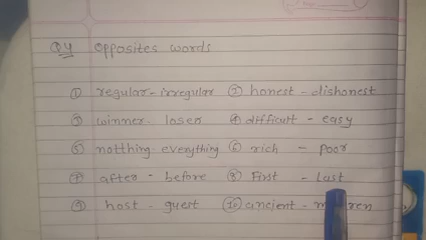 Q4 Opposites words
① regular - irregular ② honest - dishonest
③ winner - loser ④ difficult - easy
⑤ notthing - everything ⑥ rich - poor
⑦ after - before ⑧ First - Last
⑨ host - guest ⑩ ancient